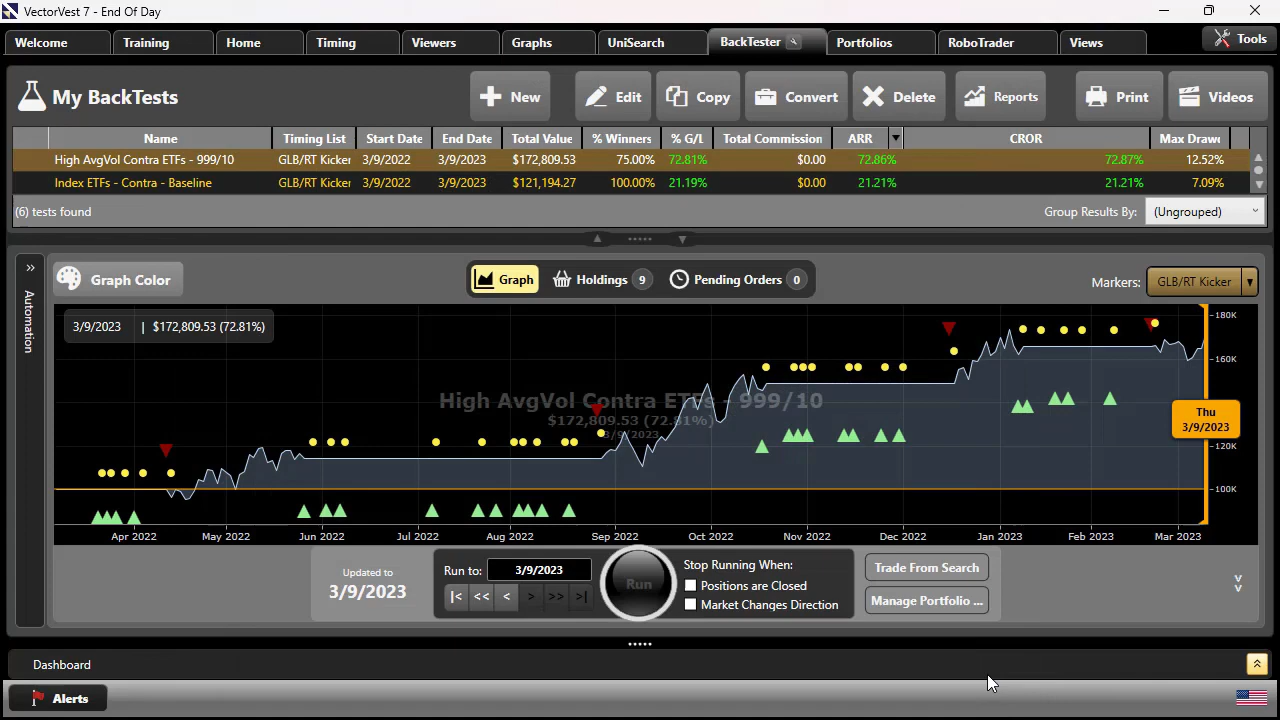 VectorVest 7 - End Of Day
Welcome Training Home Timing Viewers Graphs UniSearch BackTester Portfolios RoboTrader Views Tools
My BackTests New Edit Copy Convert Delete Reports Print Videos
Name Timing List Start Date End Date Total Value % Winners % G/L Total Commission ARR CROR Max Draw
High AvgVol Contra ETFs - 999/10 GLB/RT Kicker 3/9/2022 3/9/2023 $172,809.53 75.00% 72.81% $0.00 72.86% 72.87% 12.52%
Index ETFs - Contra - Baseline GLB/RT Kicker 3/9/2022 3/9/2023 $121,194.27 100.00% 21.19% $0.00 21.21% 21.21% 7.09%
(6) tests found Group Results By: (Ungrouped)
Automation
Graph Color Graph Holdings 9 Pending Orders 0 Markers: GLB/RT Kicker
3/9/2023 | $172,809.53 (72.81%)
180K
160K
120K
100K
High AvgVol Contra ETFs - 999/10
$172,809.53 (72.81%)
3/9/2023
Thu
3/9/2023
Apr 2022 May 2022 Jun 2022 Jul 2022 Aug 2022 Sep 2022 Oct 2022 Nov 2022 Dec 2022 Jan 2023 Feb 2023 Mar 2023
Updated to
3/9/2023
Run to: 3/9/2023
|< << < > >> >|
Run
Stop Running When:
Positions are Closed
Market Changes Direction
Trade From Search
Manage Portfolio ...
Dashboard
Alerts